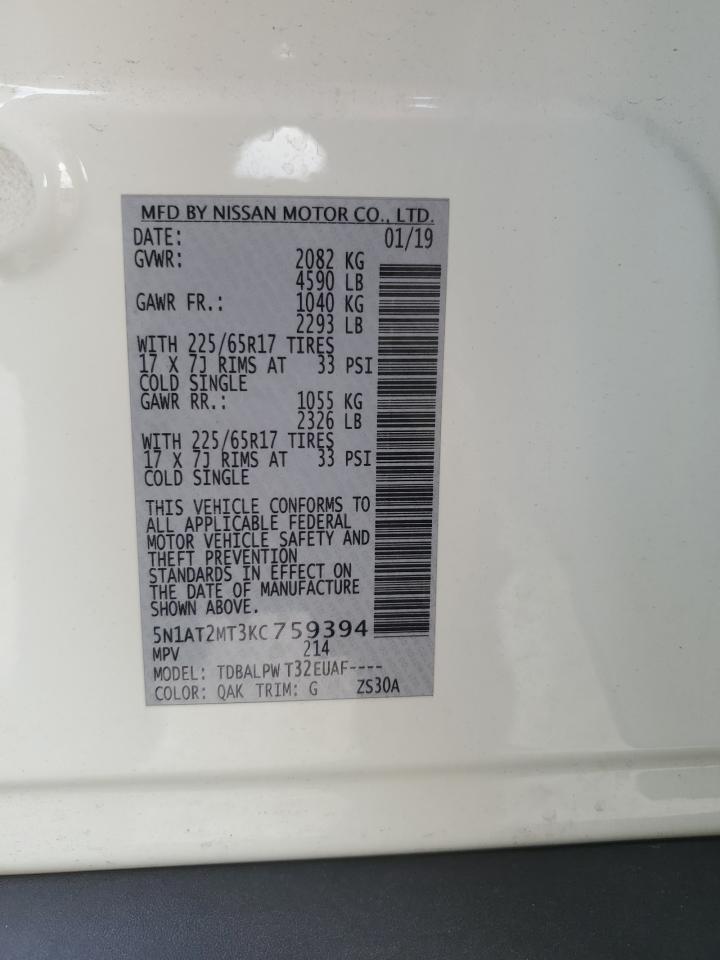 MFD BY NISSAN MOTOR CO., LTD.
DATE: 01/19
GVWR: 2082 KG
4590 LB
GAWR FR.: 1040 KG
2293 LB
WITH 225/65R17 TIRES
17 X 7J RIMS AT 33 PSI
COLD SINGLE
GAWR RR.: 1055 KG
2326 LB
WITH 225/65R17 TIRES
17 X 7J RIMS AT 33 PSI
COLD SINGLE
THIS VEHICLE CONFORMS TO
ALL APPLICABLE FEDERAL
MOTOR VEHICLE SAFETY AND
THEFT PREVENTION
STANDARDS IN EFFECT ON
THE DATE OF MANUFACTURE
SHOWN ABOVE.
5N1AT2MT3KC759394
MPV 214
MODEL: TDBALPW T32EUAF----
COLOR: QAK TRIM: G ZS30A